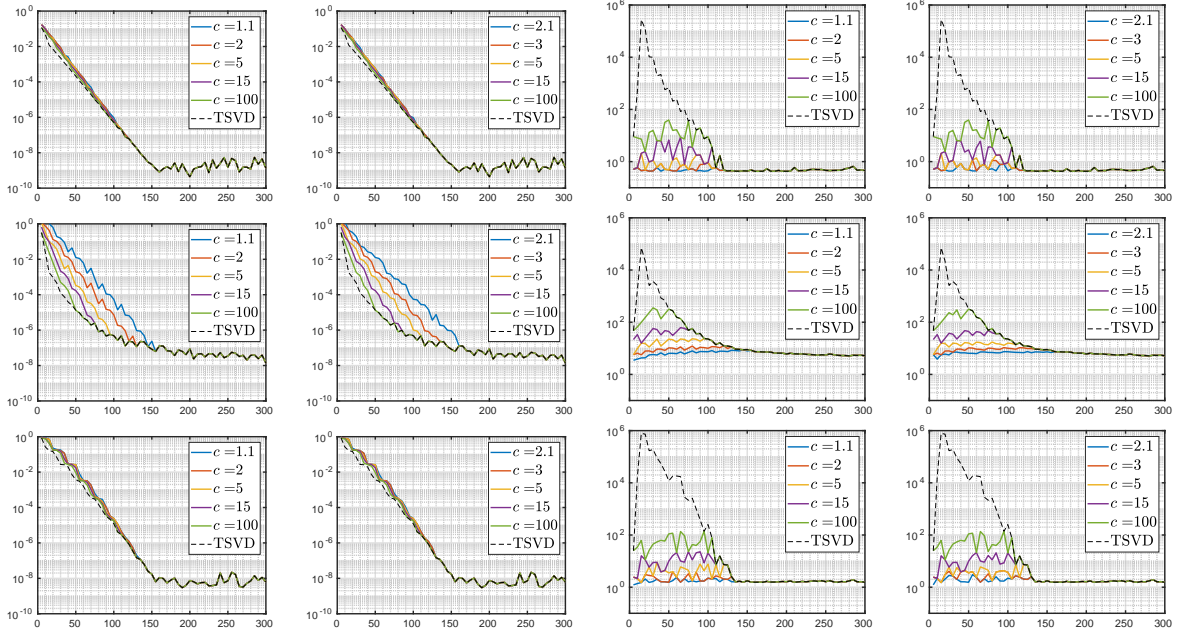 10^0
10^-2
10^-4
10^-6
10^-8
10^-10
0 50 100 150 200 250 300
c =1.1
c =2
c =5
c =15
c =100
TSVD
10^0
10^-2
10^-4
10^-6
10^-8
10^-10
0 50 100 150 200 250 300
c =2.1
c =3
c =5
c =15
c =100
TSVD
10^6
10^4
10^2
10^0
0 50 100 150 200 250 300
c =1.1
c =2
c =5
c =15
c =100
TSVD
10^6
10^4
10^2
10^0
0 50 100 150 200 250 300
c =2.1
c =3
c =5
c =15
c =100
TSVD
10^0
10^-2
10^-4
10^-6
10^-8
10^-10
0 50 100 150 200 250 300
c =1.1
c =2
c =5
c =15
c =100
TSVD
10^0
10^-2
10^-4
10^-6
10^-8
10^-10
0 50 100 150 200 250 300
c =2.1
c =3
c =5
c =15
c =100
TSVD
10^6
10^4
10^2
10^0
0 50 100 150 200 250 300
c =1.1
c =2
c =5
c =15
c =100
TSVD
10^6
10^4
10^2
10^0
0 50 100 150 200 250 300
c =2.1
c =3
c =5
c =15
c =100
TSVD
10^0
10^-2
10^-4
10^-6
10^-8
10^-10
0 50 100 150 200 250 300
c =1.1
c =2
c =5
c =15
c =100
TSVD
10^0
10^-2
10^-4
10^-6
10^-8
10^-10
0 50 100 150 200 250 300
c =2.1
c =3
c =5
c =15
c =100
TSVD
10^6
10^4
10^2
10^0
0 50 100 150 200 250 300
c =1.1
c =2
c =5
c =15
c =100
TSVD
10^6
10^4
10^2
10^0
0 50 100 150 200 250 300
c =2.1
c =3
c =5
c =15
c =100
TSVD